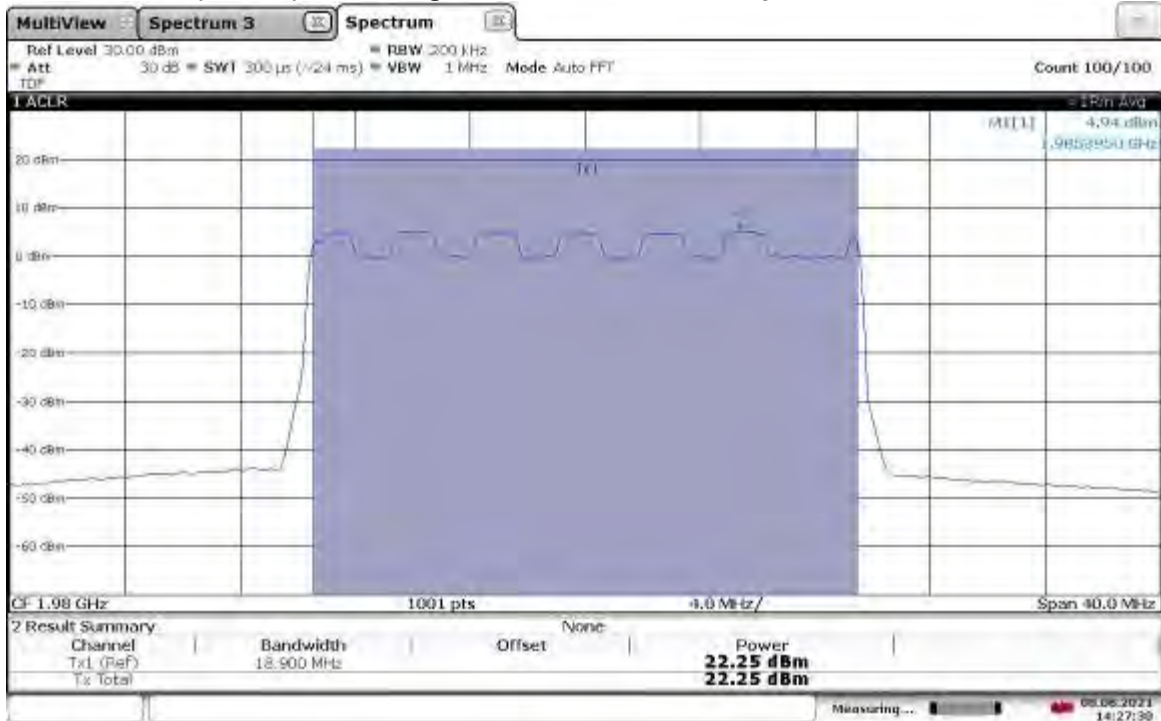 MultiView Spectrum 3 Spectrum
Ref Level 30.00 dBm RBW 200 kHz
Att 30 dB SWT 300 µs (~24 ms) VBW 1 MHz Mode Auto FFT Count 100/100
TDF
1 ACLR 1Rm Avg
M1[1] 4.94 dBm
1.9853950 GHz
20 dBm
Tx1
10 dBm
0 dBm
-10 dBm
-20 dBm
-30 dBm
-40 dBm
-50 dBm
-60 dBm
CF 1.98 GHz 1001 pts 4.0 MHz/ Span 40.0 MHz
2 Result Summary None
Channel Bandwidth Offset Power
Tx1 (Ref) 18.900 MHz 22.25 dBm
Tx Total 22.25 dBm
Measuring... 08.06.2021
14:27:30